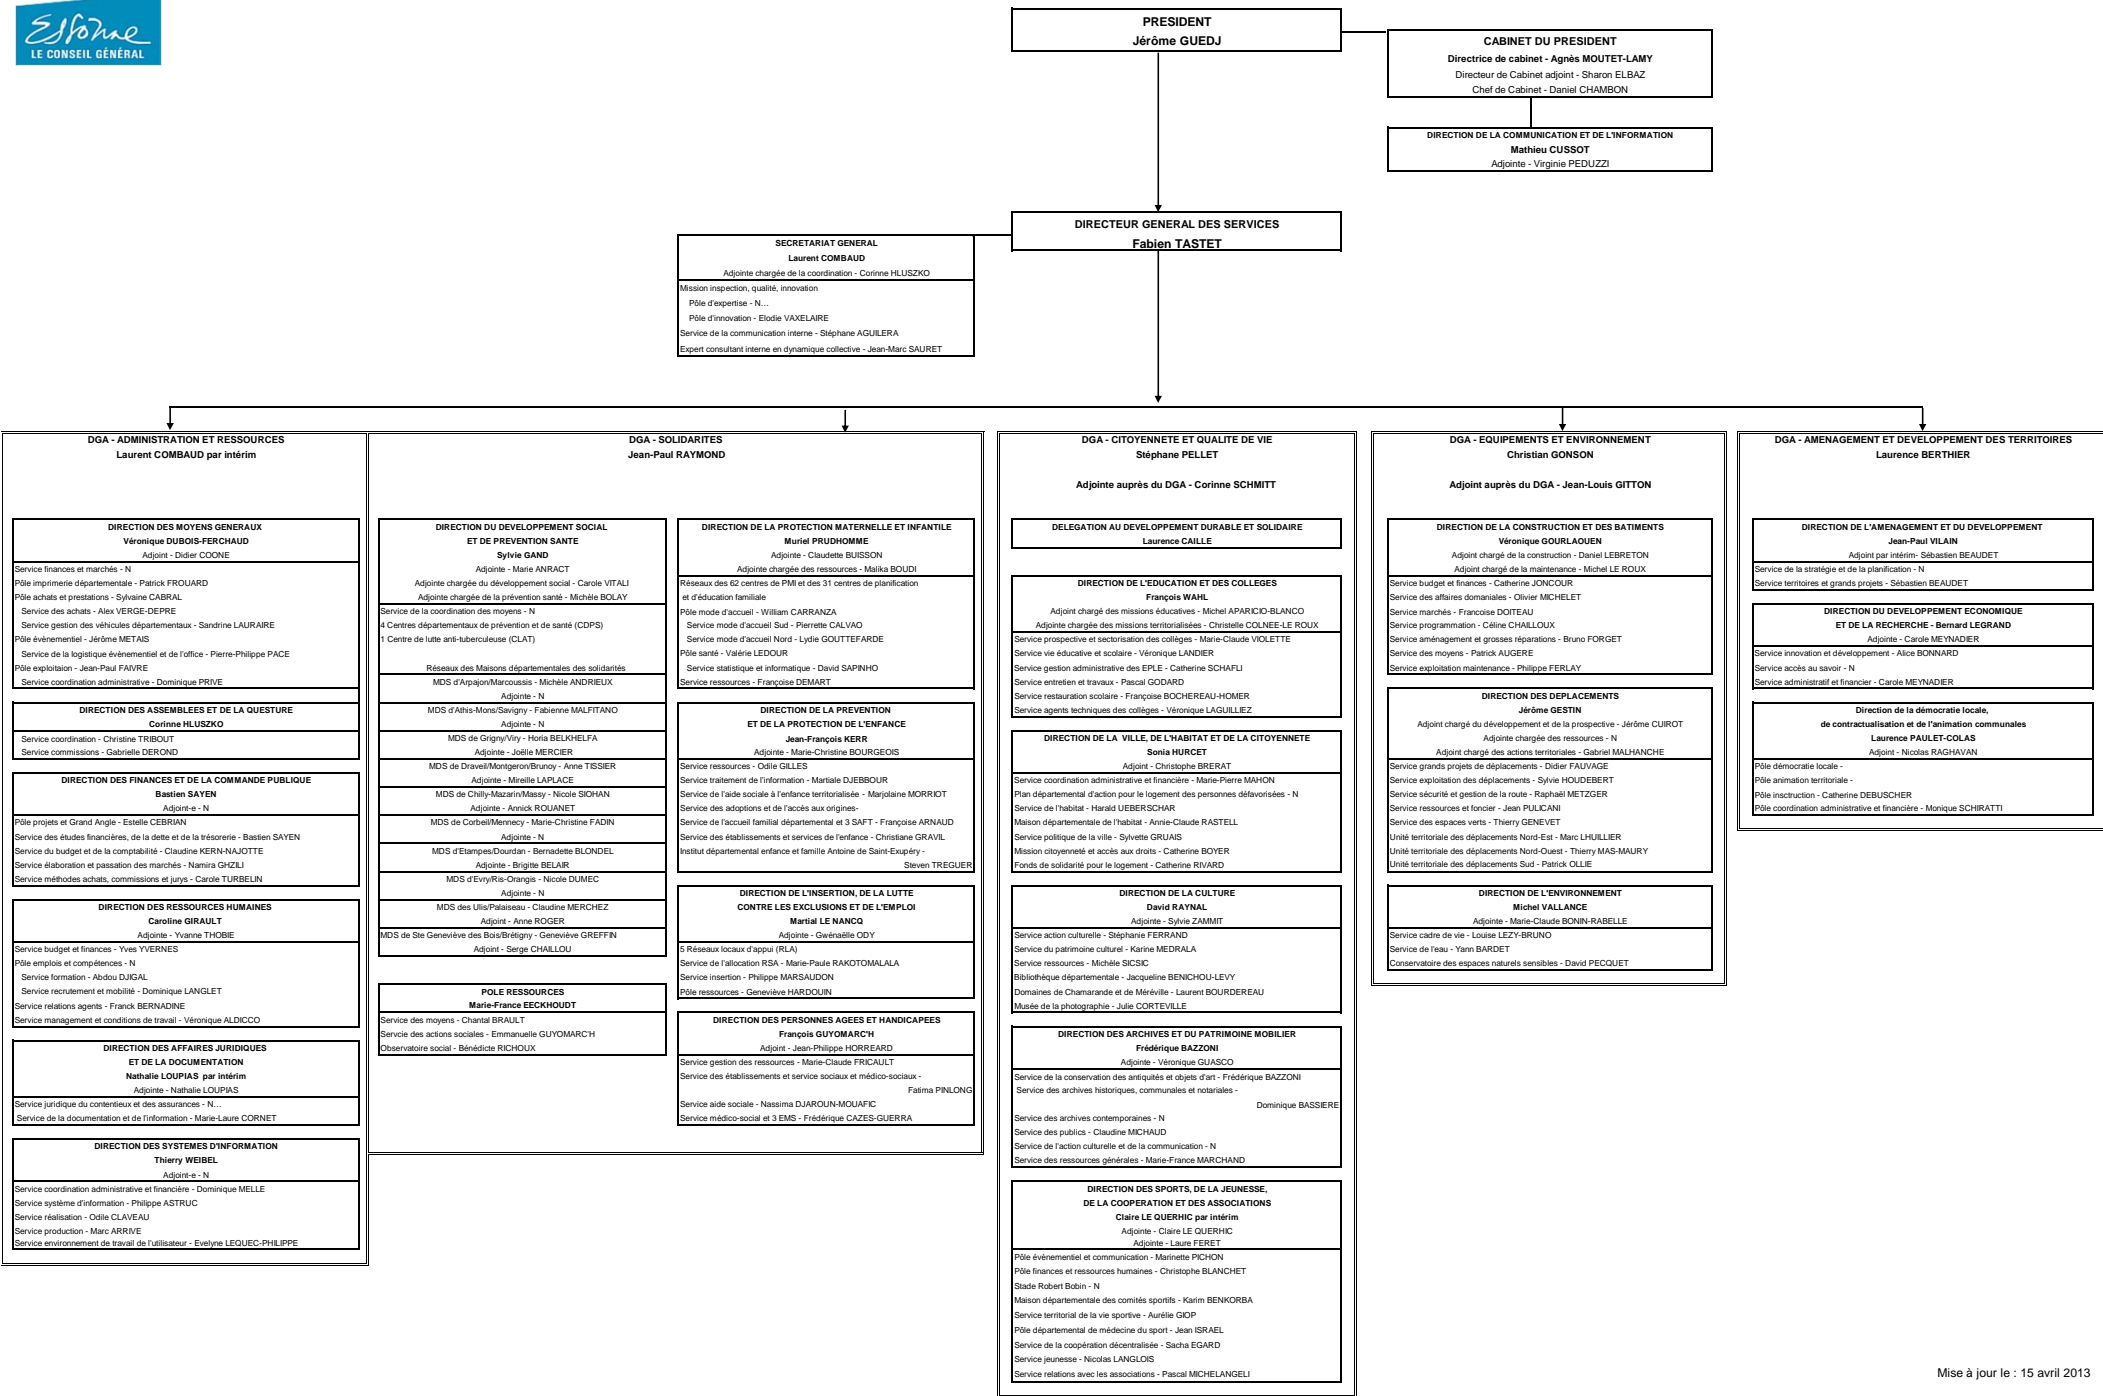 Essonne
LE CONSEIL GÉNÉRAL
PRESIDENT
Jérôme GUEDJ
CABINET DU PRESIDENT
Directrice de cabinet - Agnès MOUTET-LAMY
Directeur de Cabinet adjoint - Sharon ELBAZ
Chef de Cabinet - Daniel CHAMBON
DIRECTION DE LA COMMUNICATION ET DE L'INFORMATION
Mathieu CUSSOT
Adjointe - Virginie PEDUZZI
DIRECTEUR GENERAL DES SERVICES
Fabien TASTET
SECRETARIAT GENERAL
Laurent COMBAUD
Adjointe chargée de la coordination - Corinne HLUSZKO
Mission inspection, qualité, innovation
Pôle d'expertise - N…
Pôle d'innovation - Elodie VAXELAIRE
Service de la communication interne - Stéphane AGUILERA
Expert consultant interne en dynamique collective - Jean-Marc SAURET
DGA - ADMINISTRATION ET RESSOURCES
Laurent COMBAUD par intérim
DIRECTION DES MOYENS GENERAUX
Véronique DUBOIS-FERCHAUD
Adjoint - Didier COONE
Service finances et marchés - N
Pôle imprimerie départementale - Patrick FROUARD
Pôle achats et prestations - Sylvaine CABRAL
Service des achats - Alex VERGE-DEPRE
Service gestion des véhicules départementaux - Sandrine LAURAIRE
Pôle évènementiel - Jérôme METAIS
Service de la logistique évènementiel et de l'office - Pierre-Philippe PACE
Pôle exploitaion - Jean-Paul FAIVRE
Service coordination administrative - Dominique PRIVE
DIRECTION DES ASSEMBLEES ET DE LA QUESTURE
Corinne HLUSZKO
Service coordination - Christine TRIBOUT
Service commissions - Gabrielle DEROND
DIRECTION DES FINANCES ET DE LA COMMANDE PUBLIQUE
Bastien SAYEN
Adjoint-e - N
Pôle projets et Grand Angle - Estelle CEBRIAN
Service des études financières, de la dette et de la trésorerie - Bastien SAYEN
Service du budget et de la comptabilité - Claudine KERN-NAJOTTE
Service élaboration et passation des marchés - Namira GHZILI
Service méthodes achats, commissions et jurys - Carole TURBELIN
DIRECTION DES RESSOURCES HUMAINES
Caroline GIRAULT
Adjointe - Yvanne THOBIE
Service budget et finances - Yves YVERNES
Pôle emplois et compétences - N
Service formation - Abdou DJIGAL
Service recrutement et mobilité - Dominique LANGLET
Service relations agents - Franck BERNADINE
Service management et conditions de travail - Véronique ALDICCO
DIRECTION DES AFFAIRES JURIDIQUES
ET DE LA DOCUMENTATION
Nathalie LOUPIAS par intérim
Adjointe - Nathalie LOUPIAS
Service juridique du contentieux et des assurances - N…
Service de la documentation et de l'information - Marie-Laure CORNET
DIRECTION DES SYSTEMES D'INFORMATION
Thierry WEIBEL
Adjoint-e - N
Service coordination administrative et financière - Dominique MELLE
Service système d'information - Philippe ASTRUC
Service réalisation - Odile CLAVEAU
Service production - Marc ARRIVE
Service environnement de travail de l'utilisateur - Evelyne LEQUEC-PHILIPPE
DGA - SOLIDARITES
Jean-Paul RAYMOND
DIRECTION DU DEVELOPPEMENT SOCIAL
ET DE PREVENTION SANTE
Sylvie GAND
Adjointe - Marie ANRACT
Adjointe chargée du développement social - Carole VITALI
Adjointe chargée de la prévention santé - Michèle BOLAY
Service de la coordination des moyens - N
4 Centres départementaux de prévention et de santé (CDPS)
1 Centre de lutte anti-tuberculeuse (CLAT)
Réseaux des Maisons départementales des solidarités
MDS d'Arpajon/Marcoussis - Michèle ANDRIEUX
Adjointe - N
MDS d'Athis-Mons/Savigny - Fabienne MALFITANO
Adjointe - N
MDS de Grigny/Viry - Horia BELKHELFA
Adjointe - Joëlle MERCIER
MDS de Draveil/Montgeron/Brunoy - Anne TISSIER
Adjointe - Mireille LAPLACE
MDS de Chilly-Mazarin/Massy - Nicole SIOHAN
Adjointe - Annick ROUANET
MDS de Corbeil/Mennecy - Marie-Christine FADIN
Adjointe - N
MDS d'Etampes/Dourdan - Bernadette BLONDEL
Adjointe - Brigitte BELAIR
MDS d'Evry/Ris-Orangis - Nicole DUMEC
Adjointe - N
MDS des Ulis/Palaiseau - Claudine MERCHEZ
Adjoint - Anne ROGER
MDS de Ste Geneviève des Bois/Brétigny - Geneviève GREFFIN
Adjoint - Serge CHAILLOU
POLE RESSOURCES
Marie-France EECKHOUDT
Service des moyens - Chantal BRAULT
Servcie des actions sociales - Emmanuelle GUYOMARC'H
Observatoire social - Bénédicte RICHOUX
DIRECTION DE LA PROTECTION MATERNELLE ET INFANTILE
Muriel PRUDHOMME
Adjointe - Claudette BUISSON
Adjointe chargée des ressources - Malika BOUDI
Réseaux des 62 centres de PMI et des 31 centres de planification
et d'éducation familiale
Pôle mode d'accueil - William CARRANZA
Service mode d'accueil Sud - Pierrette CALVAO
Service mode d'accueil Nord - Lydie GOUTTEFARDE
Pôle santé - Valérie LEDOUR
Service statistique et informatique - David SAPINHO
Service ressources - Françoise DEMART
DIRECTION DE LA PREVENTION
ET DE LA PROTECTION DE L'ENFANCE
Jean-François KERR
Adjointe - Marie-Christine BOURGEOIS
Service ressources - Odile GILLES
Service traitement de l'information - Martiale DJEBBOUR
Service de l'aide sociale à l'enfance territorialisée - Marjolaine MORRIOT
Service des adoptions et de l'accès aux origines-
Service de l'accueil familial départemental et 3 SAFT - Françoise ARNAUD
Service des établissements et services de l'enfance - Christiane GRAVIL
Institut départemental enfance et famille Antoine de Saint-Exupéry -
Steven TREGUER
DIRECTION DE L'INSERTION, DE LA LUTTE
CONTRE LES EXCLUSIONS ET DE L'EMPLOI
Martial LE NANCQ
Adjointe - Gwénaëlle ODY
5 Réseaux locaux d'appui (RLA)
Service de l'allocation RSA - Marie-Paule RAKOTOMALALA
Service insertion - Philippe MARSAUDON
Pôle ressources - Geneviève HARDOUIN
DIRECTION DES PERSONNES AGEES ET HANDICAPEES
François GUYOMARC'H
Adjoint - Jean-Philippe HORREARD
Service gestion des ressources - Marie-Claude FRICAULT
Service des établissements et service sociaux et médico-sociaux -
Fatima PINLONG
Service aide sociale - Nassima DJAROUN-MOUAFIC
Service médico-social et 3 EMS - Frédérique CAZES-GUERRA
DGA - CITOYENNETE ET QUALITE DE VIE
Stéphane PELLET
Adjointe auprès du DGA - Corinne SCHMITT
DELEGATION AU DEVELOPPEMENT DURABLE ET SOLIDAIRE
Laurence CAILLE
DIRECTION DE L'EDUCATION ET DES COLLEGES
François WAHL
Adjoint chargé des missions éducatives - Michel APARICIO-BLANCO
Adjointe chargée des missions territorialisées - Christelle COLNEE-LE ROUX
Service prospective et sectorisation des collèges - Marie-Claude VIOLETTE
Service vie éducative et scolaire - Véronique LANDIER
Service gestion administrative des EPLE - Catherine SCHAFLI
Service entretien et travaux - Pascal GODARD
Service restauration scolaire - Françoise BOCHEREAU-HOMER
Service agents techniques des collèges - Véronique LAGUILLIEZ
DIRECTION DE LA VILLE, DE L'HABITAT ET DE LA CITOYENNETE
Sonia HURCET
Adjoint - Christophe BRERAT
Service coordination administrative et financière - Marie-Pierre MAHON
Plan départemental d'action pour le logement des personnes défavorisées - N
Service de l'habitat - Harald UEBERSCHAR
Maison départementale de l'habitat - Annie-Claude RASTELL
Service politique de la ville - Sylvette GRUAIS
Mission citoyenneté et accès aux droits - Catherine BOYER
Fonds de solidarité pour le logement - Catherine RIVARD
DIRECTION DE LA CULTURE
David RAYNAL
Adjointe - Sylvie ZAMMIT
Service action culturelle - Stéphanie FERRAND
Service du patrimoine culturel - Karine MEDRALA
Service ressources - Michèle SICSIC
Bibliothèque départementale - Jacqueline BENICHOU-LEVY
Domaines de Chamarande et de Méréville - Laurent BOURDEREAU
Musée de la photographie - Julie CORTEVILLE
DIRECTION DES ARCHIVES ET DU PATRIMOINE MOBILIER
Frédérique BAZZONI
Adjointe - Véronique GUASCO
Service de la conservation des antiquités et objets d'art - Frédérique BAZZONI
Service des archives historiques, communales et notariales -
Dominique BASSIERE
Service des archives contemporaines - N
Service des publics - Claudine MICHAUD
Service de l'action culturelle et de la communication - N
Service des ressources générales - Marie-France MARCHAND
DIRECTION DES SPORTS, DE LA JEUNESSE,
DE LA COOPERATION ET DES ASSOCIATIONS
Claire LE QUERHIC par intérim
Adjointe - Claire LE QUERHIC
Adjointe - Laure FERET
Pôle évènementiel et communication - Marinette PICHON
Pôle finances et ressources humaines - Christophe BLANCHET
Stade Robert Bobin - N
Maison départementale des comités sportifs - Karim BENKORBA
Service territorial de la vie sportive - Aurélie GIOP
Pôle départemental de médecine du sport - Jean ISRAEL
Service de la coopération décentralisée - Sacha EGARD
Service jeunesse - Nicolas LANGLOIS
Service relations avec les associations - Pascal MICHELANGELI
DGA - EQUIPEMENTS ET ENVIRONNEMENT
Christian GONSON
Adjoint auprès du DGA - Jean-Louis GITTON
DIRECTION DE LA CONSTRUCTION ET DES BATIMENTS
Véronique GOURLAOUEN
Adjoint chargé de la construction - Daniel LEBRETON
Adjoint chargé de la maintenance - Michel LE ROUX
Service budget et finances - Catherine JONCOUR
Service des affaires domaniales - Olivier MICHELET
Service marchés - Francoise DOITEAU
Service programmation - Céline CHAILLOUX
Service aménagement et grosses réparations - Bruno FORGET
Service des moyens - Patrick AUGERE
Service exploitation maintenance - Philippe FERLAY
DIRECTION DES DEPLACEMENTS
Jérôme GESTIN
Adjoint chargé du développement et de la prospective - Jérôme CUIROT
Adjointe chargée des ressources - N
Adjoint chargé des actions territoriales - Gabriel MALHANCHE
Service grands projets de déplacements - Didier FAUVAGE
Service exploitation des déplacements - Sylvie HOUDEBERT
Service sécurité et gestion de la route - Raphaël METZGER
Service ressources et foncier - Jean PULICANI
Service des espaces verts - Thierry GENEVET
Unité territoriale des déplacements Nord-Est - Marc LHUILLIER
Unité territoriale des déplacements Nord-Ouest - Thierry MAS-MAURY
Unité territoriale des déplacements Sud - Patrick OLLIE
DIRECTION DE L'ENVIRONNEMENT
Michel VALLANCE
Adjointe - Marie-Claude BONIN-RABELLE
Service cadre de vie - Louise LEZY-BRUNO
Service de l'eau - Yann BARDET
Conservatoire des espaces naturels sensibles - David PECQUET
DGA - AMENAGEMENT ET DEVELOPPEMENT DES TERRITOIRES
Laurence BERTHIER
DIRECTION DE L'AMENAGEMENT ET DU DEVELOPPEMENT
Jean-Paul VILAIN
Adjoint par intérim- Sébastien BEAUDET
Service de la stratégie et de la planification - N
Service territoires et grands projets - Sébastien BEAUDET
DIRECTION DU DEVELOPPEMENT ECONOMIQUE
ET DE LA RECHERCHE - Bernard LEGRAND
Adjointe - Carole MEYNADIER
Service innovation et développement - Alice BONNARD
Service accès au savoir - N
Service administratif et financier - Carole MEYNADIER
Direction de la démocratie locale,
de contractualisation et de l'animation communales
Laurence PAULET-COLAS
Adjoint - Nicolas RAGHAVAN
Pôle démocratie locale -
Pôle animation territoriale -
Pôle insctruction - Catherine DEBUSCHER
Pôle coordination administrative et financière - Monique SCHIRATTI
Mise à jour le : 15 avril 2013